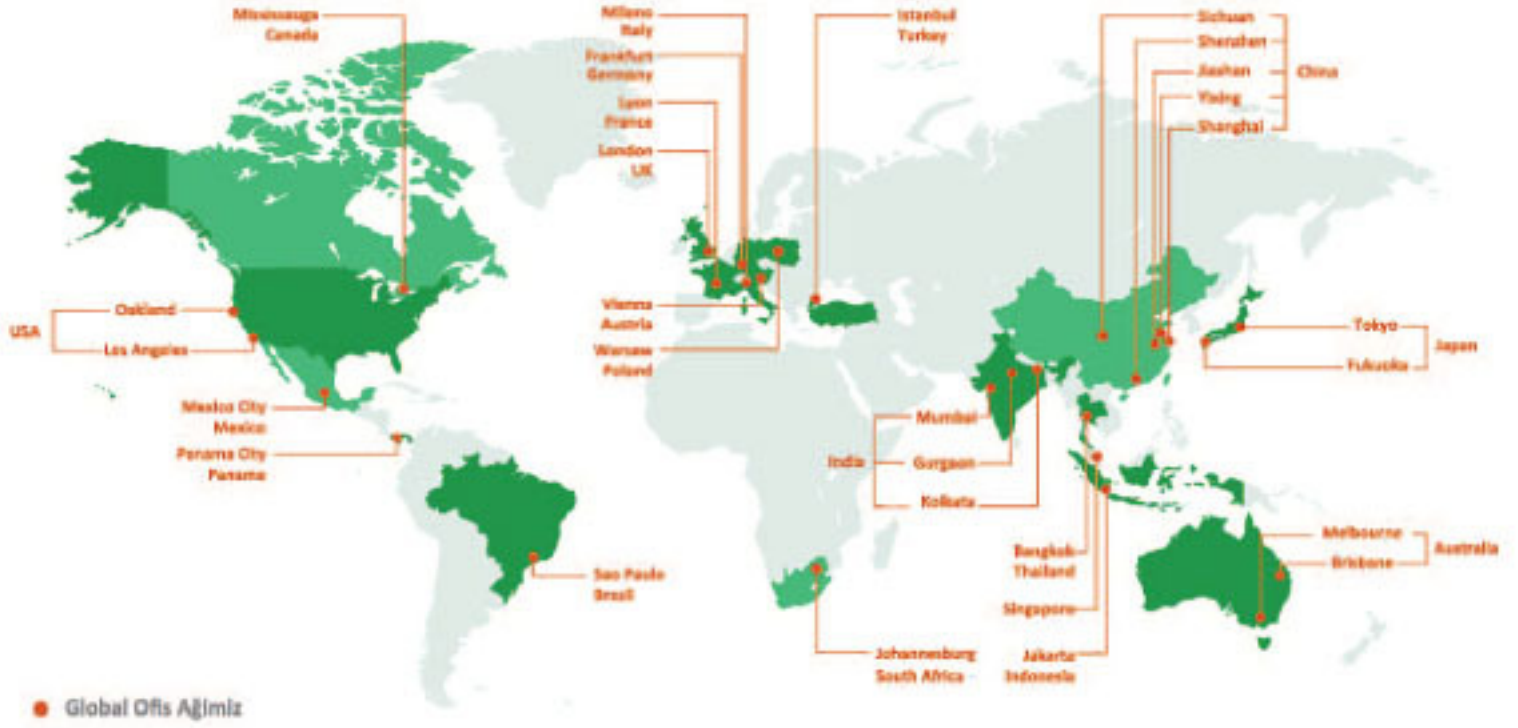 Mississauga
Canada
Milano
Italy
Frankfurt
Germany
Lyon
France
London
UK
Istanbul
Turkey
Sichuan
Shenzhen
Jiashan
Yixing
Shanghai
China
Vienna
Austria
Warsaw
Poland
USA
Oakland
Los Angeles
Mexico City
Mexico
Panama City
Panama
Sao Paulo
Brasil
Tokyo
Fukuoka
Japan
India
Mumbai
Gurgaon
Kolkata
Bangkok
Thailand
Singapore
Jakarta
Indonesia
Melbourne
Brisbane
Australia
Johannesburg
South Africa
Global Ofis Ağimiz